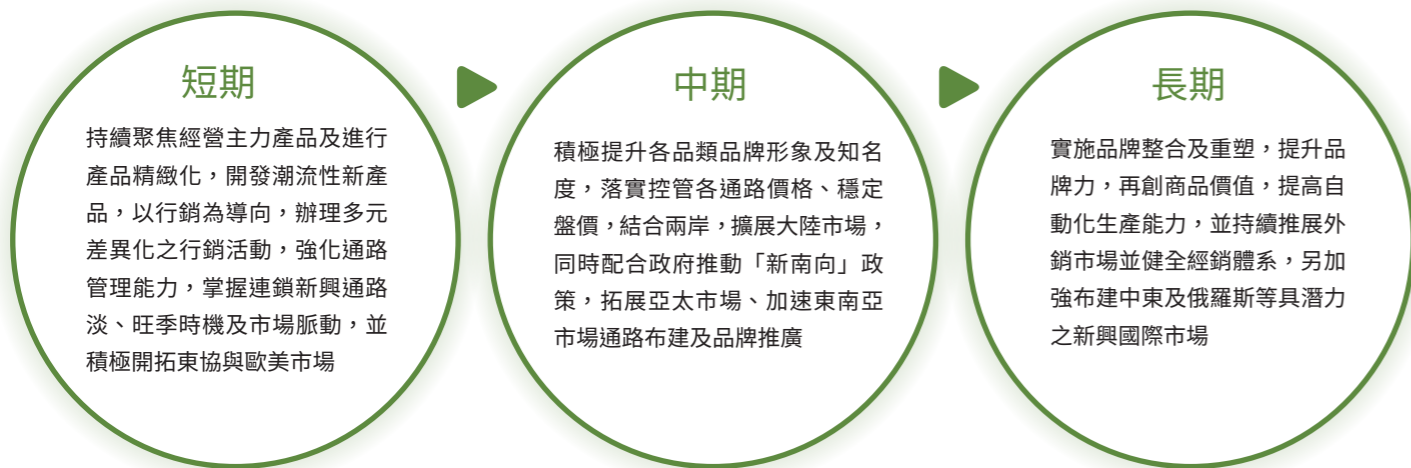 短期
持續聚焦經營主力產品及進行
產品精緻化，開發潮流性新產
品，以行銷為導向，辦理多元
差異化之行銷活動，強化通路
管理能力，掌握連鎖新興通路
淡、旺季時機及市場脈動，並
積極開拓東協與歐美市場
中期
積極提升各品類品牌形象及知名
度，落實控管各通路價格、穩定
盤價，結合兩岸，擴展大陸市場，
同時配合政府推動「新南向」政
策，拓展亞太市場、加速東南亞
市場通路布建及品牌推廣
長期
實施品牌整合及重塑，提升品
牌力，再創商品價值，提高自
動化生產能力，並持續推展外
銷市場並健全經銷體系，另加
強布建中東及俄羅斯等具潛力
之新興國際市場